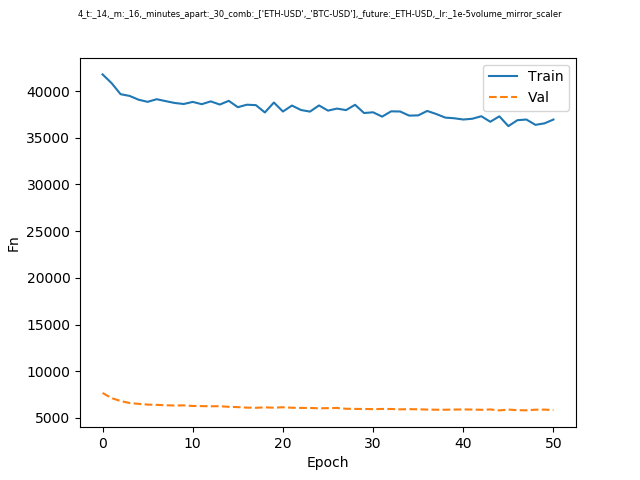 4_t:_14,_m:_16,_minutes_apart:_30_comb:_['ETH-USD',_'BTC-USD'],_future:_ETH-USD,_lr:_1e-5volume_mirror_scaler
Train
Val
40000
35000
30000
25000
20000
15000
10000
5000
Fn
0 10 20 30 40 50
Epoch